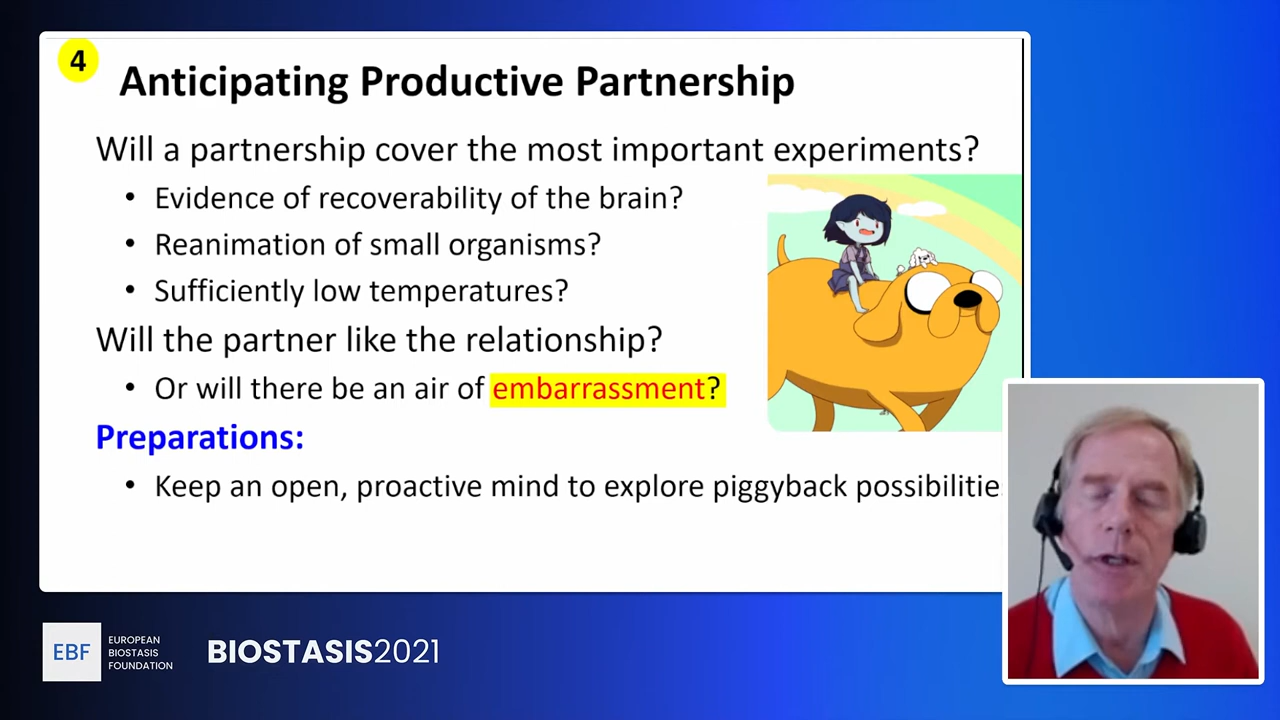 4
Anticipating Productive Partnership
Will a partnership cover the most important experiments?
• Evidence of recoverability of the brain?
• Reanimation of small organisms?
• Sufficiently low temperatures?
Will the partner like the relationship?
• Or will there be an air of embarrassment?
Preparations:
• Keep an open, proactive mind to explore piggyback
EBF
EUROPEAN
BIOSTASIS
FOUNDATION
BIOSTASIS2021